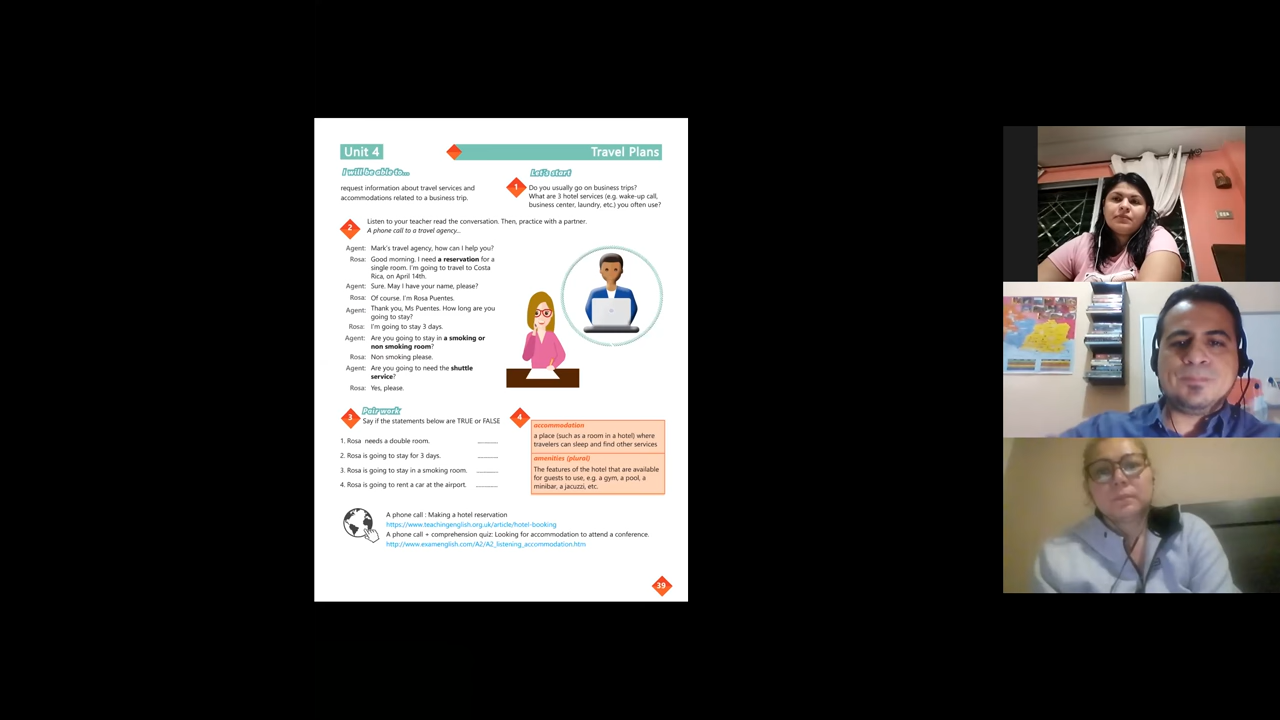 Unit 4
Travel Plans
I will be able to...
request information about travel services and
accommodations related to a business trip.
Let's start
1
Do you usually go on business trips?
What are 3 hotel services (e.g. wake-up call,
business center, laundry, etc.) you often use?
2
Listen to your teacher read the conversation. Then, practice with a partner.
A phone call to a travel agency...
Agent: Mark's travel agency, how can I help you?
Rosa: Good morning. I need a reservation for a
single room. I'm going to travel to Costa
Rica, on April 14th.
Agent: Sure. May I have your name, please?
Rosa: Of course. I'm Rosa Puentes.
Agent: Thank you, Ms Puentes. How long are you
going to stay?
Rosa: I'm going to stay 3 days.
Agent: Are you going to stay in a smoking or
non smoking room?
Rosa: Non smoking please.
Agent: Are you going to need the shuttle
service?
Rosa: Yes, please.
3
Pair work
Say if the statements below are TRUE or FALSE
1. Rosa needs a double room. ............
2. Rosa is going to stay for 3 days. ............
3. Rosa is going to stay in a smoking room. ............
4. Rosa is going to rent a car at the airport. ............
4
accommodation
a place (such as a room in a hotel) where
travelers can sleep and find other services
amenities (plural)
The features of the hotel that are available
for guests to use, e.g. a gym, a pool, a
minibar, a jacuzzi, etc.
A phone call : Making a hotel reservation
https://www.teachingenglish.org.uk/article/hotel-booking
A phone call + comprehension quiz: Looking for accommodation to attend a conference.
http://www.examenglish.com/A2/A2_listening_accommodation.htm
39